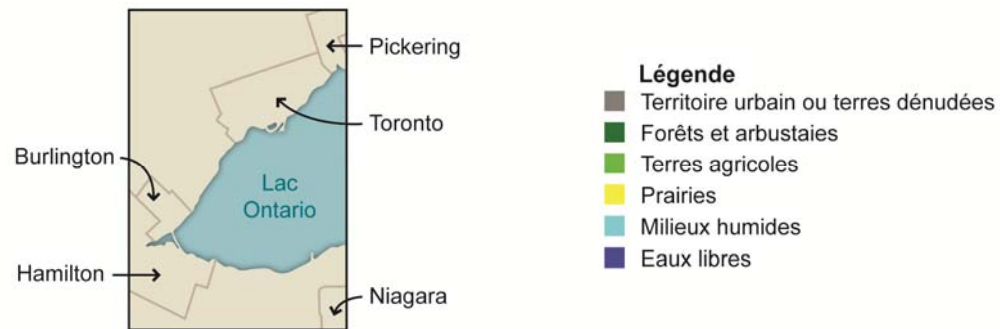 Pickering
Toronto
Burlington
Lac
Ontario
Hamilton
Niagara
Légende
Territoire urbain ou terres dénudées
Forêts et arbustaies
Terres agricoles
Prairies
Milieux humides
Eaux libres